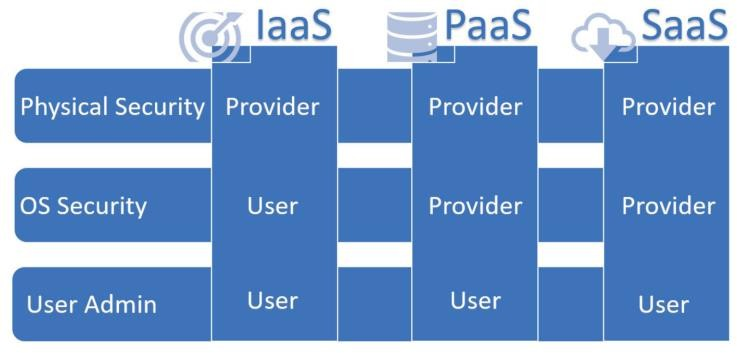 IaaS PaaS SaaS
Physical Security Provider Provider Provider
OS Security User Provider Provider
User Admin User User User